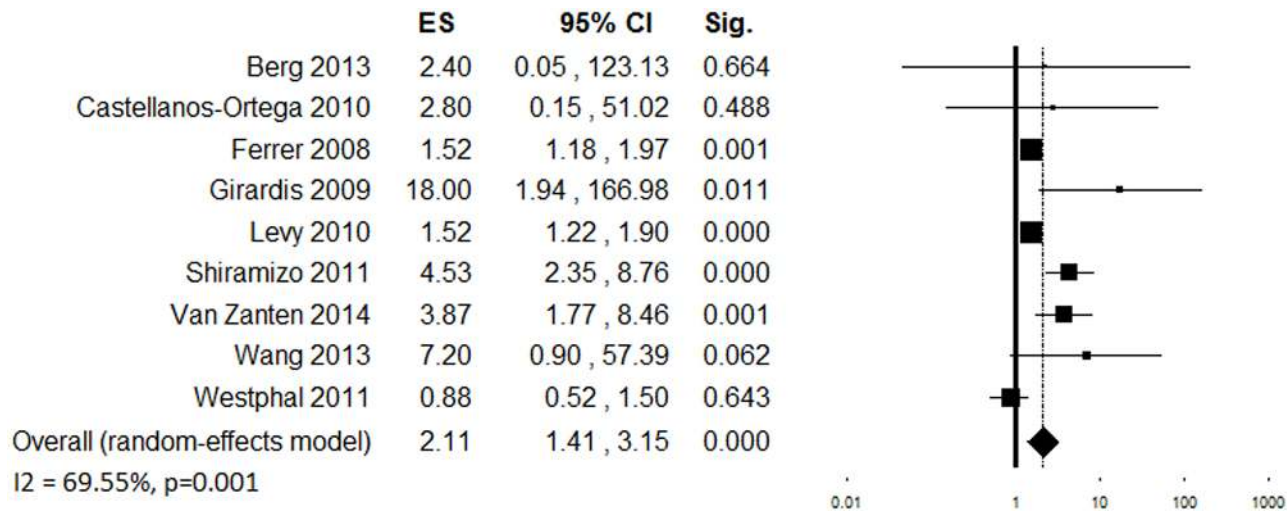 ES 95% CI Sig.
Berg 2013 2.40 0.05 , 123.13 0.664
Castellanos-Ortega 2010 2.80 0.15 , 51.02 0.488
Ferrer 2008 1.52 1.18 , 1.97 0.001
Girardis 2009 18.00 1.94 , 166.98 0.011
Levy 2010 1.52 1.22 , 1.90 0.000
Shiramizo 2011 4.53 2.35 , 8.76 0.000
Van Zanten 2014 3.87 1.77 , 8.46 0.001
Wang 2013 7.20 0.90 , 57.39 0.062
Westphal 2011 0.88 0.52 , 1.50 0.643
Overall (random-effects model) 2.11 1.41 , 3.15 0.000
I2 = 69.55%, p=0.001
0.01 1 10 100 1000